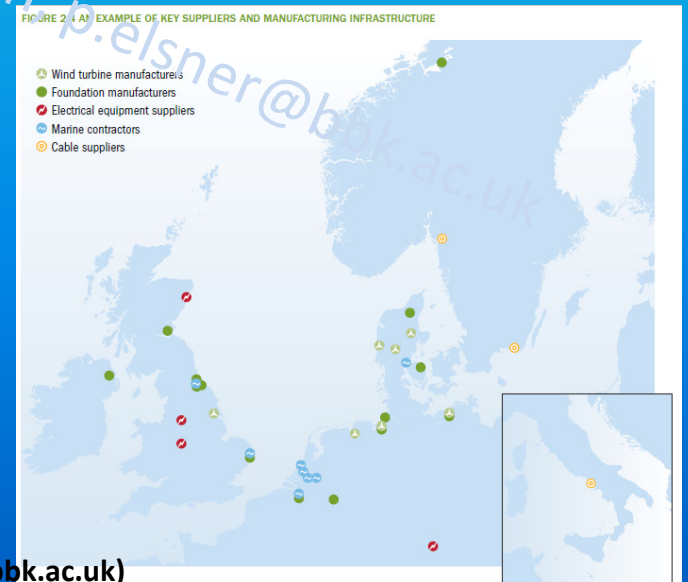 FIGURE 2.4 AN EXAMPLE OF KEY SUPPLIERS AND MANUFACTURING INFRASTRUCTURE
p.elsner@bbk.ac.uk
Wind turbine manufacturers
Foundation manufacturers
Electrical equipment suppliers
Marine contractors
Cable suppliers
bk.ac.uk)